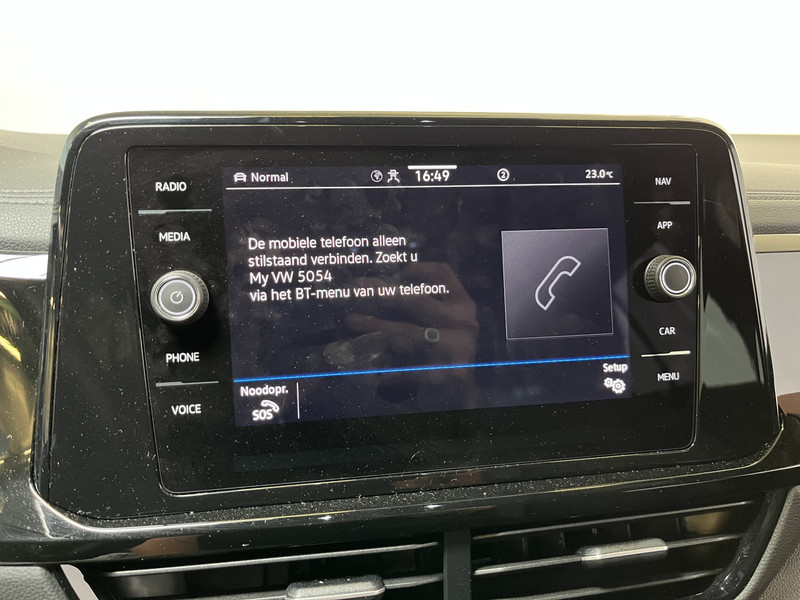 RADIO
MEDIA
PHONE
VOICE
Normal
16:49
2
23.0°C
De mobiele telefoon alleen
stilstaand verbinden. Zoekt u
My VW 5054
via het BT-menu van uw telefoon.
Noodopr.
SOS
Setup
NAV
APP
CAR
MENU